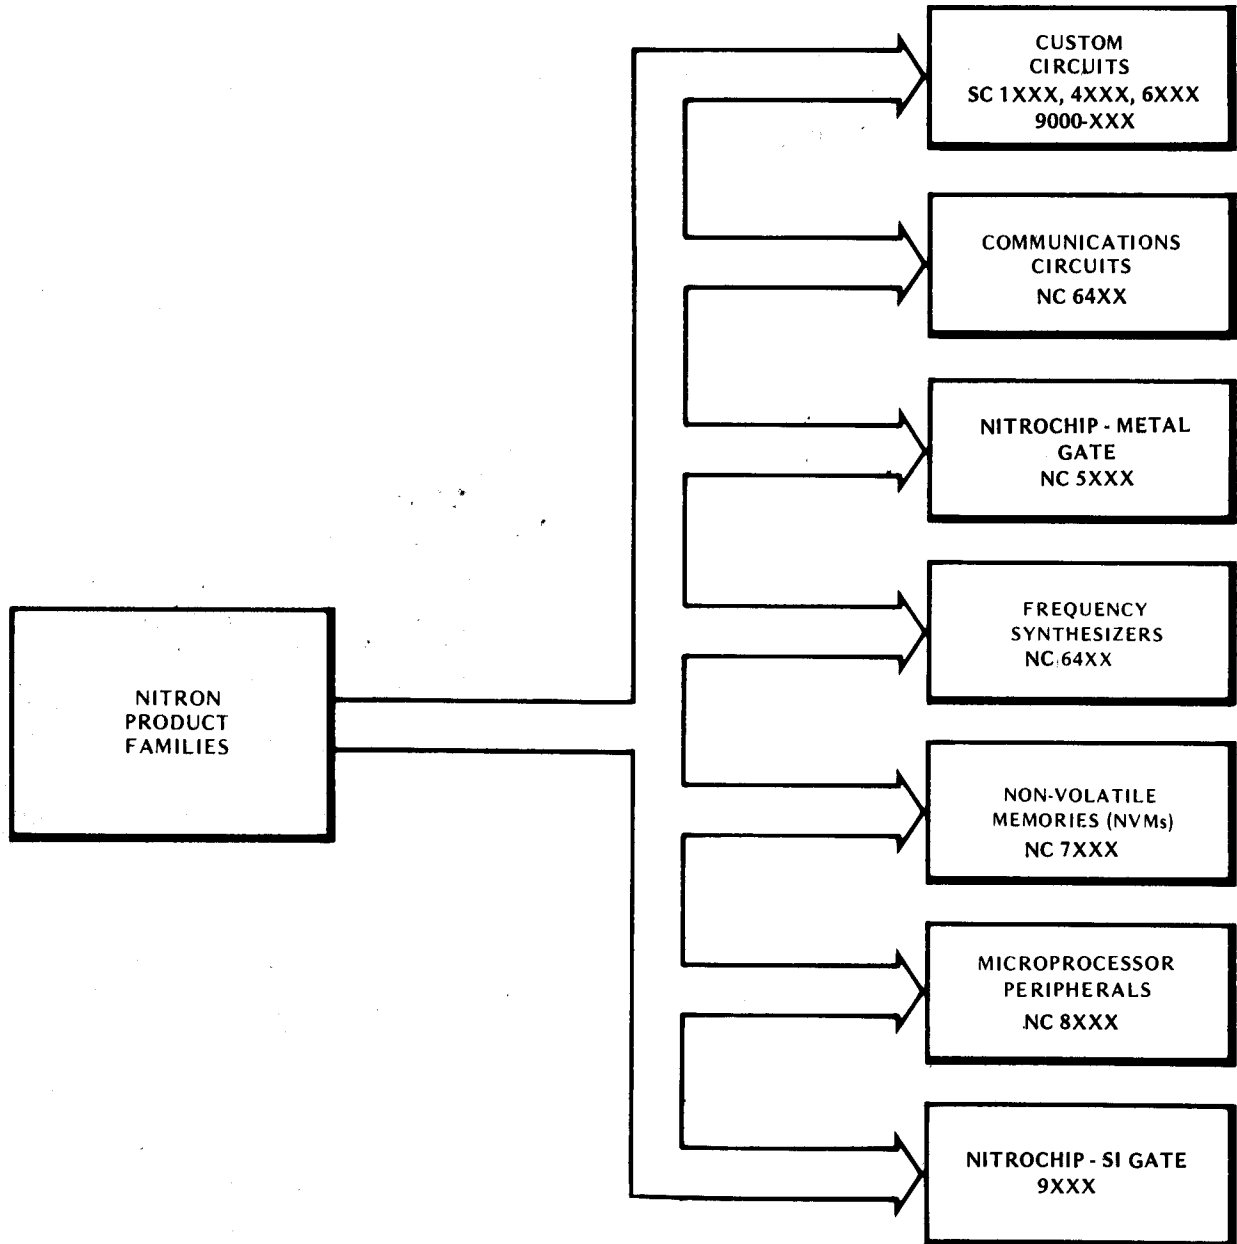 CUSTOM
CIRCUITS
SC 1XXX, 4XXX, 6XXX
9000-XXX
COMMUNICATIONS
CIRCUITS
NC 64XX
NITROCHIP - METAL
GATE
NC 5XXX
FREQUENCY
SYNTHESIZERS
NC 64XX
NITRON
PRODUCT
FAMILIES
NON-VOLATILE
MEMORIES (NVMs)
NC 7XXX
MICROPROCESSOR
PERIPHERALS
NC 8XXX
NITROCHIP - SI GATE
9XXX